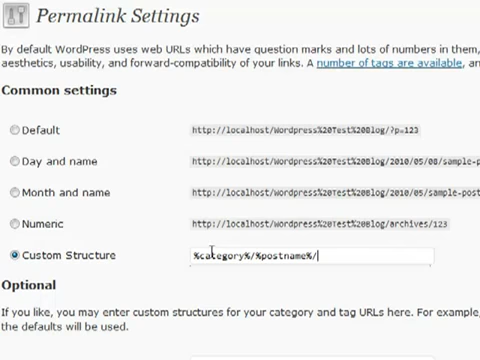 Permalink Settings
By default WordPress uses web URLs which have question marks and lots of numbers in them,
aesthetics, usability, and forward-compatibility of your links. A number of tags are available, an
Common settings
Default http://localhost/Wordpress%20Test%20Blog/?p=123
Day and name http://localhost/Wordpress%20Test%20Blog/2010/05/08/sample-p
Month and name http://localhost/Wordpress%20Test%20Blog/2010/05/sample-post
Numeric http://localhost/Wordpress%20Test%20Blog/archives/123
Custom Structure %category%/%postname%/
Optional
If you like, you may enter custom structures for your category and tag URLs here. For example,
the defaults will be used.